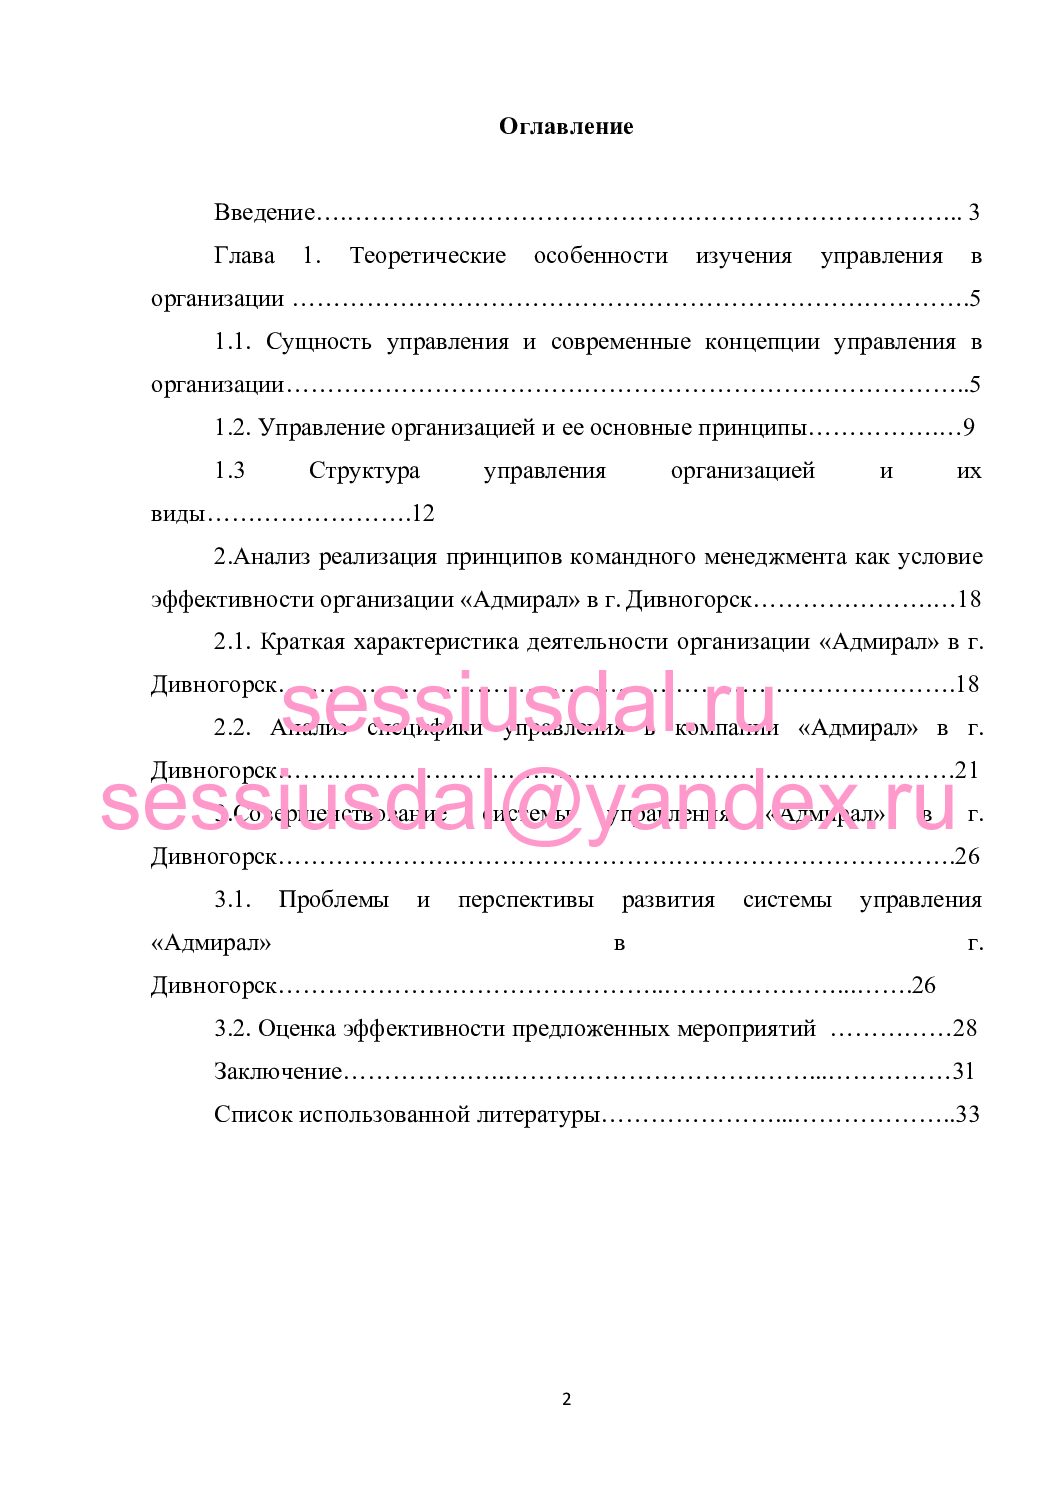 Оглавление
Введение….…………………………………………………………….. 3
Глава 1. Теоретические особенности изучения управления в
организации ……………………………………………………………………….5
1.1. Сущность управления и современные концепции управления в
организации………………………………………………………………………..5
1.2. Управление организацией и ее основные принципы……………….…9
1.3 Структура управления организацией и их
виды…………………….12
2.Анализ реализация принципов командного менеджмента как условие
эффективности организации «Адмирал» в г. Дивногорск………………….…18
2.1. Краткая характеристика деятельности организации «Адмирал» в г.
Дивногорск……………………………………………………………………….18
sessiusdal.ru
2.2. Анализ специфики управления в компании «Адмирал» в г.
Дивногорск…….…………………………………………………………………21
sessiusdal@yandex.ru
3.Совершенствование системы управления «Адмирал» в г.
Дивногорск……………………………………………………………………….26
3.1. Проблемы и перспективы развития системы управления
«Адмирал» в г.
Дивногорск………………………………………..…………………...…….26
3.2. Оценка эффективности предложенных мероприятий ……….……28
Заключение………………..………………………….……...……………31
Список использованной литературы…………………...………………..33
2